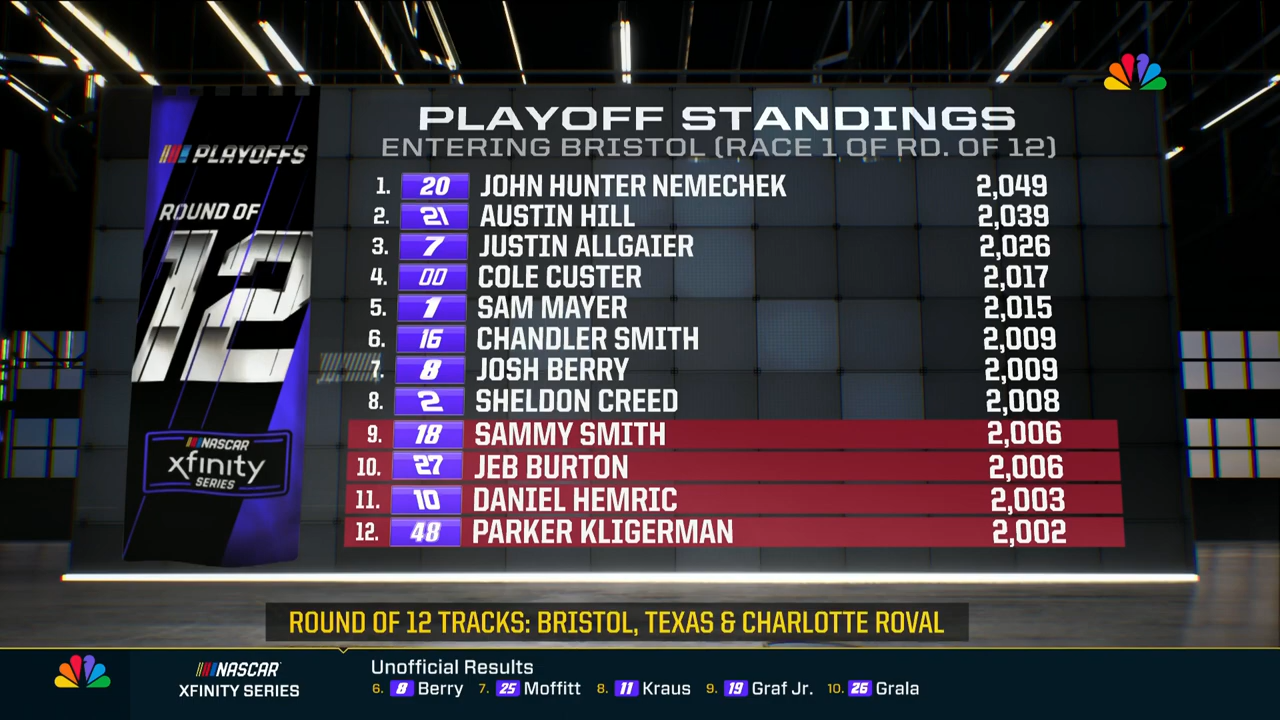 PLAYOFF STANDINGS
ENTERING BRISTOL (RACE 1 OF RD. OF 12)
PLAYOFFS
ROUND OF
12
NASCAR
xfinity
SERIES
1. 20 JOHN HUNTER NEMECHEK 2,049
2. 21 AUSTIN HILL 2,039
3. 7 JUSTIN ALLGAIER 2,026
4. 00 COLE CUSTER 2,017
5. 1 SAM MAYER 2,015
6. 16 CHANDLER SMITH 2,009
7. 8 JOSH BERRY 2,009
8. 2 SHELDON CREED 2,008
9. 18 SAMMY SMITH 2,006
10. 27 JEB BURTON 2,006
11. 10 DANIEL HEMRIC 2,003
12. 48 PARKER KLIGERMAN 2,002
ROUND OF 12 TRACKS: BRISTOL, TEXAS & CHARLOTTE ROVAL
NASCAR
XFINITY SERIES
Unofficial Results
6. 8 Berry 7. 25 Moffitt 8. 11 Kraus 9. 19 Graf Jr. 10. 26 Grala